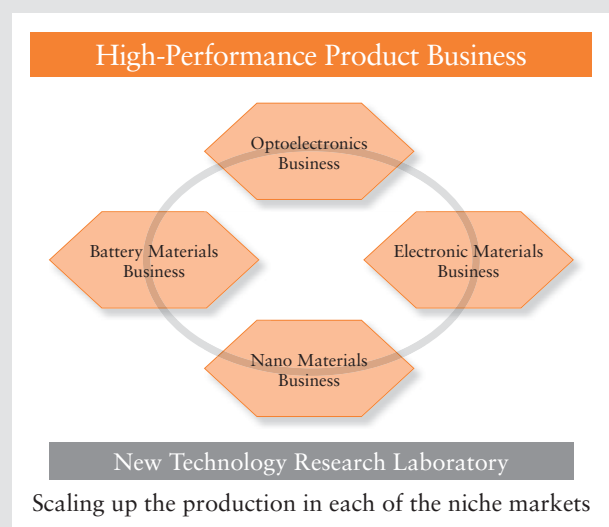 High-Performance Product Business
Optoelectronics
Business
Battery Materials
Business
Electronic Materials
Business
Nano Materials
Business
New Technology Research Laboratory
Scaling up the production in each of the niche markets